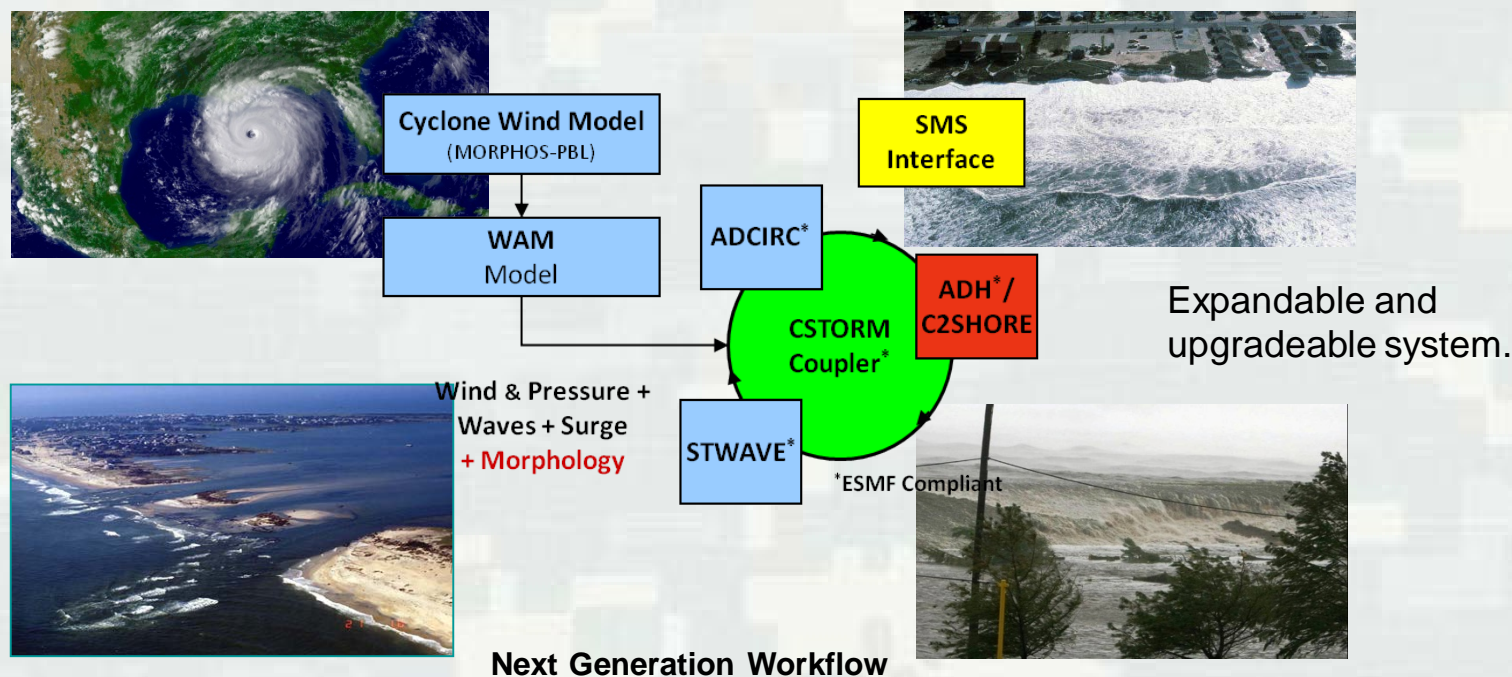 Cyclone Wind Model
(MORPHOS-PBL)
WAM
Model
SMS
Interface
ADCIRC*
ADH*/
C2SHORE
CSTORM
Coupler*
STWAVE*
*ESMF Compliant
Wind & Pressure +
Waves + Surge
+ Morphology
Expandable and
upgradeable system.
Next Generation Workflow